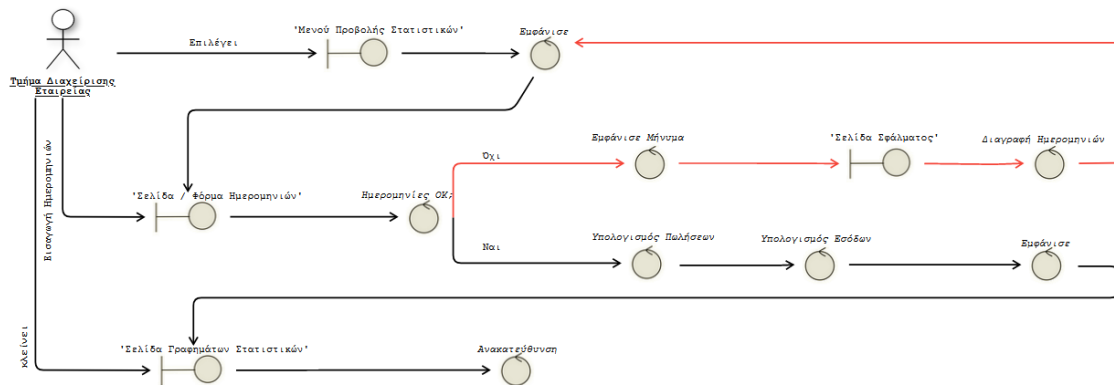 Επιλέγει
'Μενού Προβολής Στατιστικών'
Εμφάνισε
Τμήμα Διαχείρισης
Εταιρείας
Εισαγωγή Ημερομηνιών
Όχι
Εμφάνισε Μήνυμα
'Σελίδα Σφάλματος'
Διαγραφή Ημερομηνιών
'Σελίδα / Φόρμα Ημερομηνιών'
Ημερομηνίες ΟΚ;
Ναι
Υπολογισμός Πωλήσεων
Υπολογισμός Εσόδων
Εμφάνισε
κλείνει
'Σελίδα Γραφημάτων Στατιστικών'
Ανακατεύθυνση